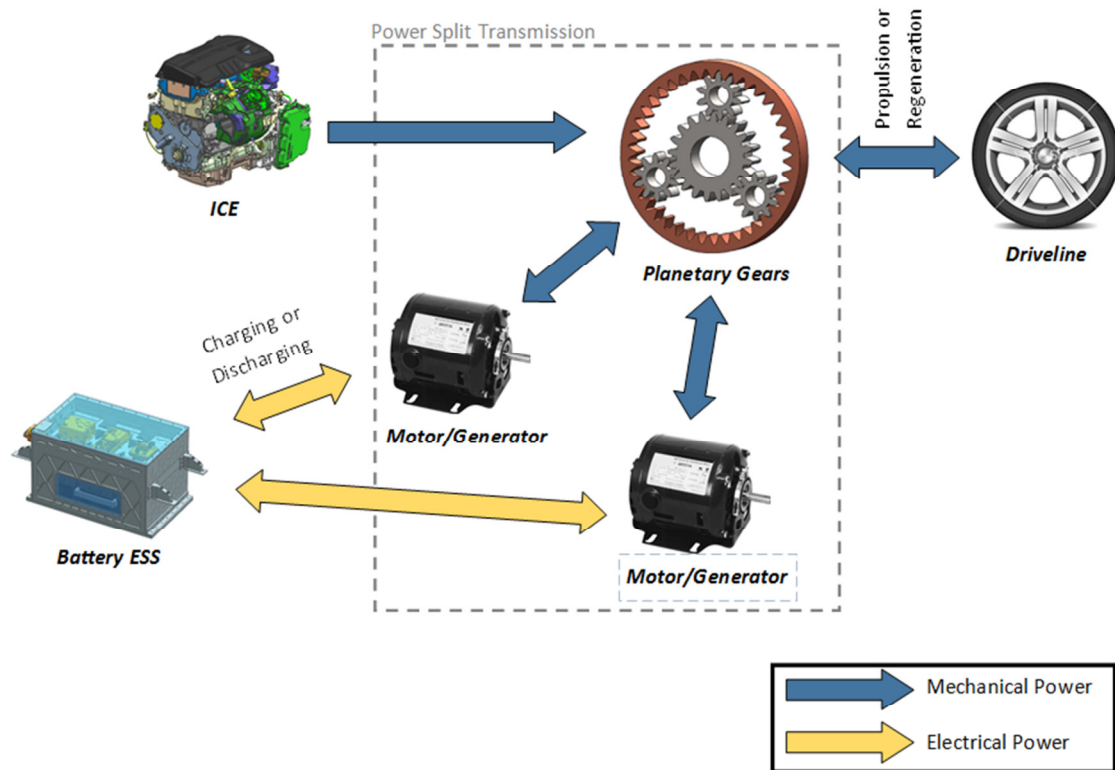 Power Split Transmission
Propulsion or
Regeneration
ICE
Planetary Gears
Driveline
Charging or
Discharging
Motor/Generator
Battery ESS
Motor/Generator
Mechanical Power
Electrical Power